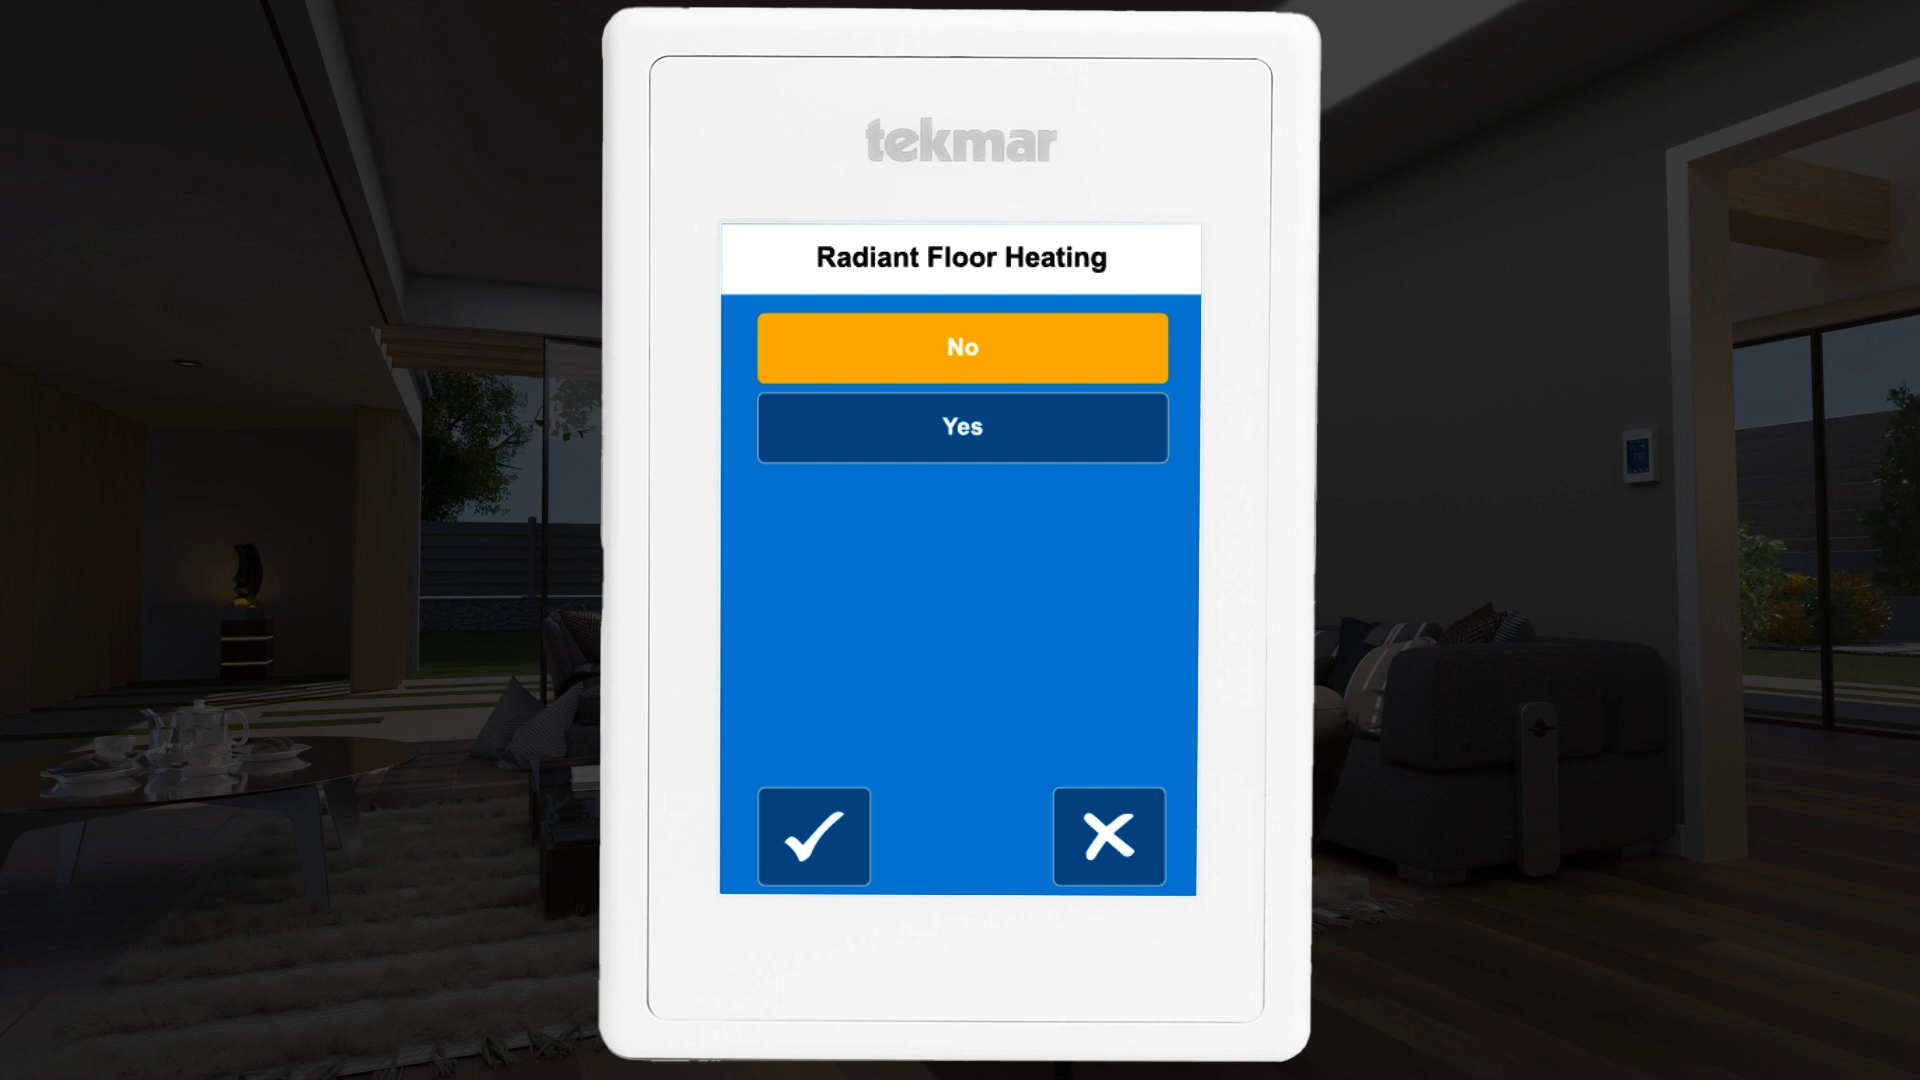 tekmar
Radiant Floor Heating
No
Yes